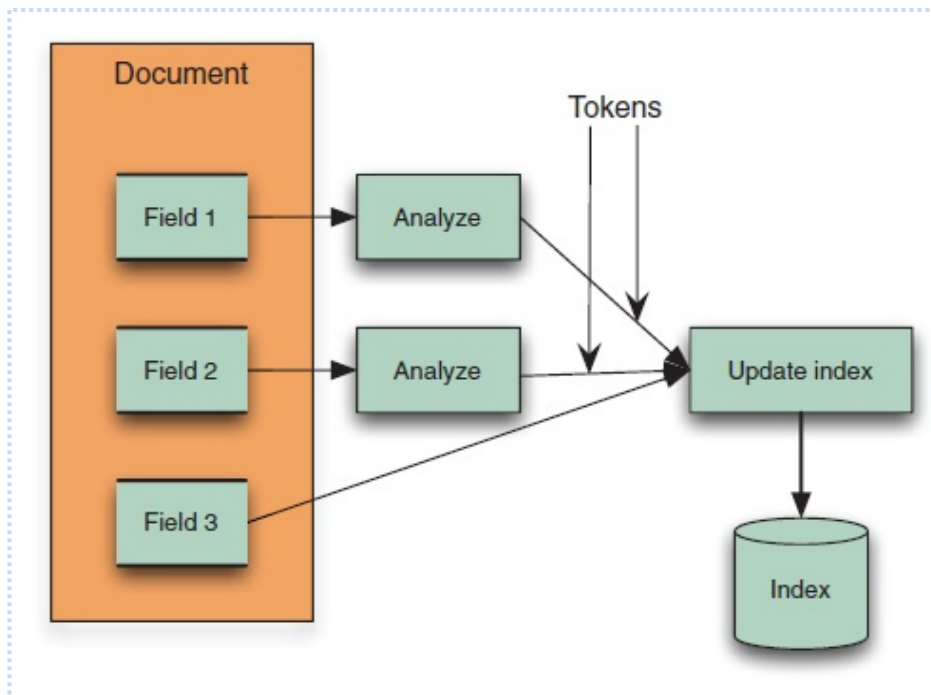 Document
Tokens
Field 1
Analyze
Field 2
Analyze
Update index
Field 3
Index